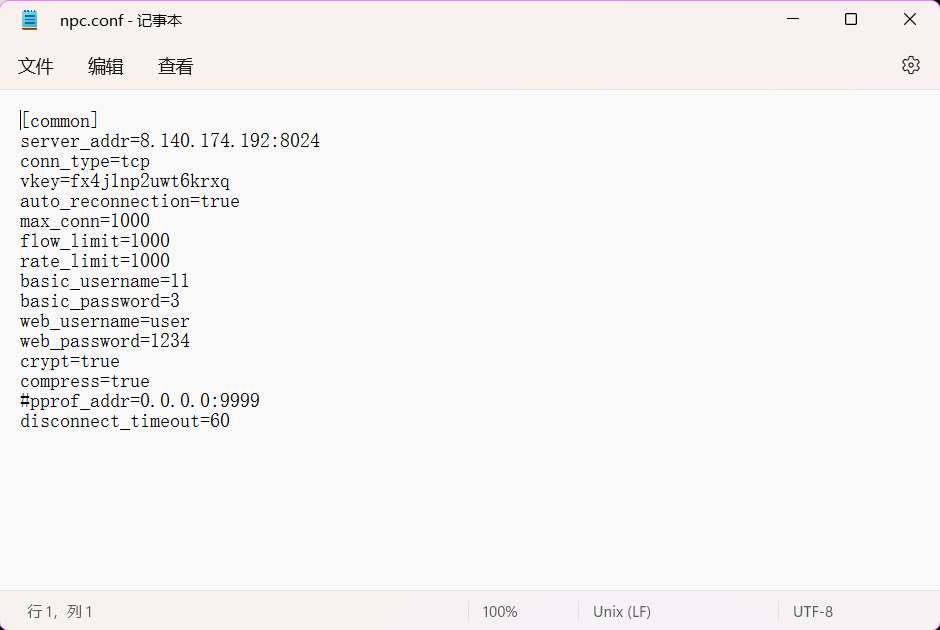 npc.conf - 记事本
文件 编辑 查看
[common]
server_addr=8.140.174.192:8024
conn_type=tcp
vkey=fx4jlnp2uwt6krxq
auto_reconnection=true
max_conn=1000
flow_limit=1000
rate_limit=1000
basic_username=11
basic_password=3
web_username=user
web_password=1234
crypt=true
compress=true
#pprof_addr=0.0.0.0:9999
disconnect_timeout=60
行 1，列 1 100% Unix (LF) UTF-8